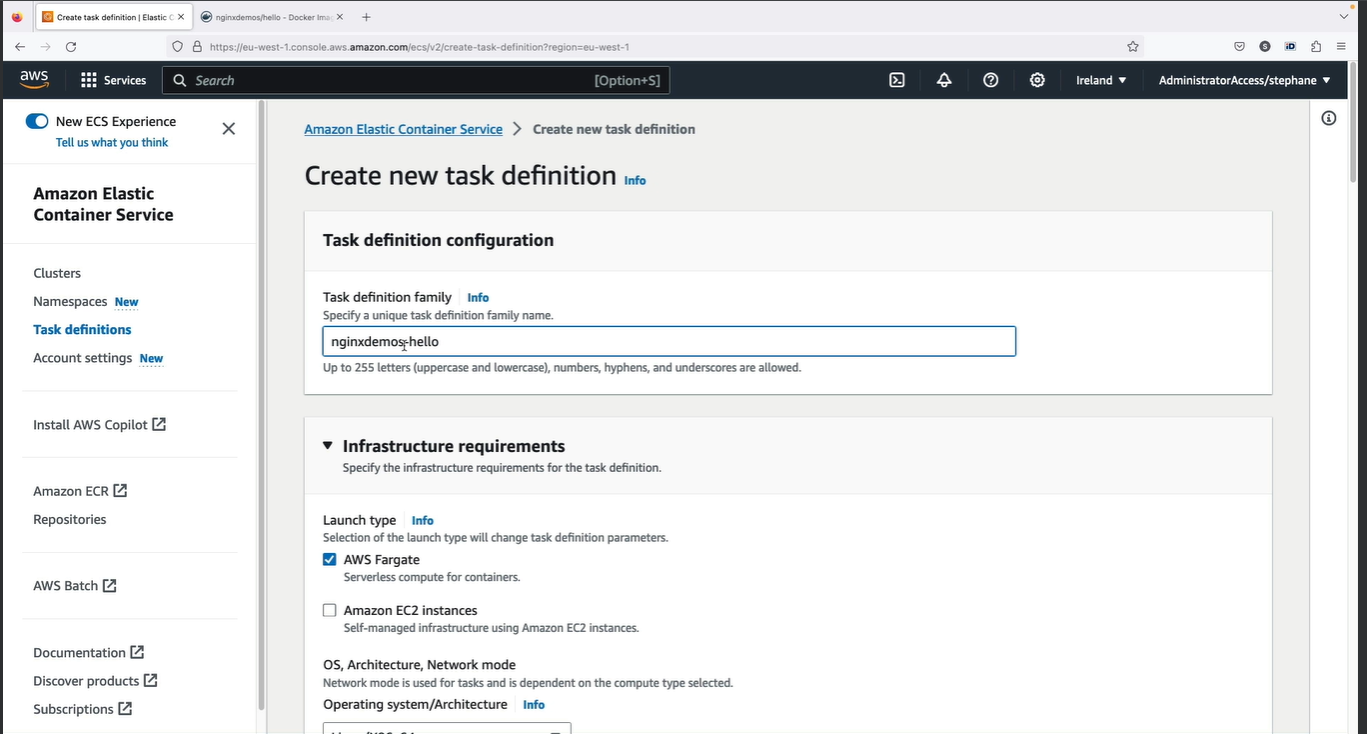 Create task definition | Elastic C
nginxdemos/hello - Docker Imag
https://eu-west-1.console.aws.amazon.com/ecs/v2/create-task-definition?region=eu-west-1
aws
Services
Search
[Option+S]
Ireland
AdministratorAccess/stephane
New ECS Experience
Tell us what you think
Amazon Elastic
Container Service
Clusters
Namespaces New
Task definitions
Account settings New
Install AWS Copilot
Amazon ECR
Repositories
AWS Batch
Documentation
Discover products
Subscriptions
Amazon Elastic Container Service > Create new task definition
Create new task definition Info
Task definition configuration
Task definition family Info
Specify a unique task definition family name.
nginxdemos-hello
Up to 255 letters (uppercase and lowercase), numbers, hyphens, and underscores are allowed.
Infrastructure requirements
Specify the infrastructure requirements for the task definition.
Launch type Info
Selection of the launch type will change task definition parameters.
AWS Fargate
Serverless compute for containers.
Amazon EC2 instances
Self-managed infrastructure using Amazon EC2 instances.
OS, Architecture, Network mode
Network mode is used for tasks and is dependent on the compute type selected.
Operating system/Architecture Info